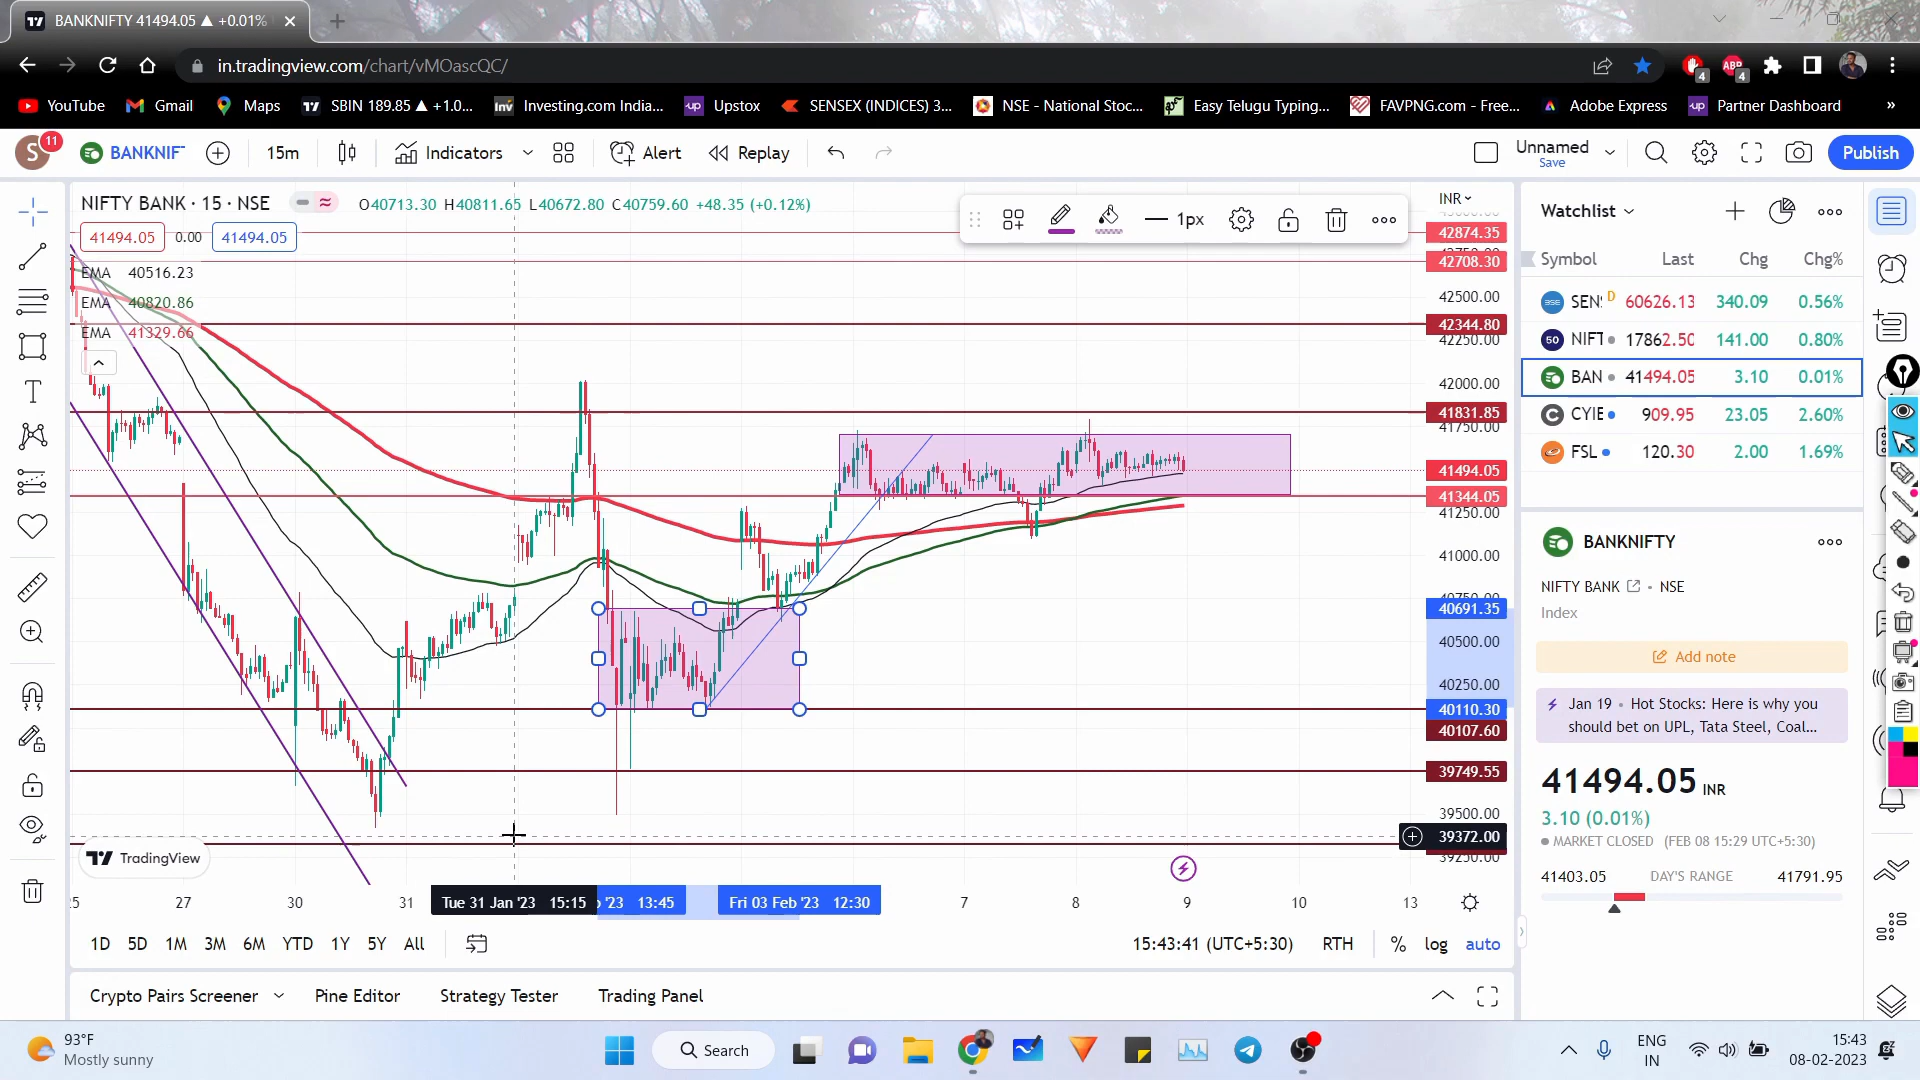 BANKNIFTY 41494.05 ▲ +0.01%
in.tradingview.com/chart/vMOascQC/
YouTube Gmail Maps SBIN 189.85 ▲ +1.0... Investing.com India... Upstox SENSEX (INDICES) 3... NSE - National Stoc... Easy Telugu Typing... FAVPNG.com - Free... Adobe Express Partner Dashboard »
S 11 BANKNIF 15m Indicators Alert Replay Unnamed Save Publish
NIFTY BANK · 15 · NSE O40713.30 H40811.65 L40672.80 C40759.60 +48.35 (+0.12%)
41494.05 0.00 41494.05
EMA 40516.23
EMA 40820.86
EMA 41329.66
1px
INR
42874.35
42708.30
42500.00
42344.80
42250.00
42000.00
41831.85
41750.00
41494.05
41344.05
41250.00
41000.00
40691.35
40500.00
40250.00
40110.30
40107.60
39749.55
39500.00
39372.00
39250.00
TradingView
27 30 31 Tue 31 Jan '23 15:15 '23 13:45 Fri 03 Feb '23 12:30 7 8 9 10 13
1D 5D 1M 3M 6M YTD 1Y 5Y All 15:43:41 (UTC+5:30) RTH % log auto
Crypto Pairs Screener Pine Editor Strategy Tester Trading Panel
Watchlist
Symbol Last Chg Chg%
SEN D 60626.13 340.09 0.56%
50 NIFT 17862.50 141.00 0.80%
BAN 41494.05 3.10 0.01%
CYIE 909.95 23.05 2.60%
FSL 120.30 2.00 1.69%
BANKNIFTY
NIFTY BANK · NSE
Index
Add note
Jan 19 • Hot Stocks: Here is why you
should bet on UPL, Tata Steel, Coal...
41494.05 INR
3.10 (0.01%)
MARKET CLOSED (FEB 08 15:29 UTC+5:30)
41403.05 DAY'S RANGE 41791.95
93°F
Mostly sunny
Search
ENG
IN
15:43
08-02-2023